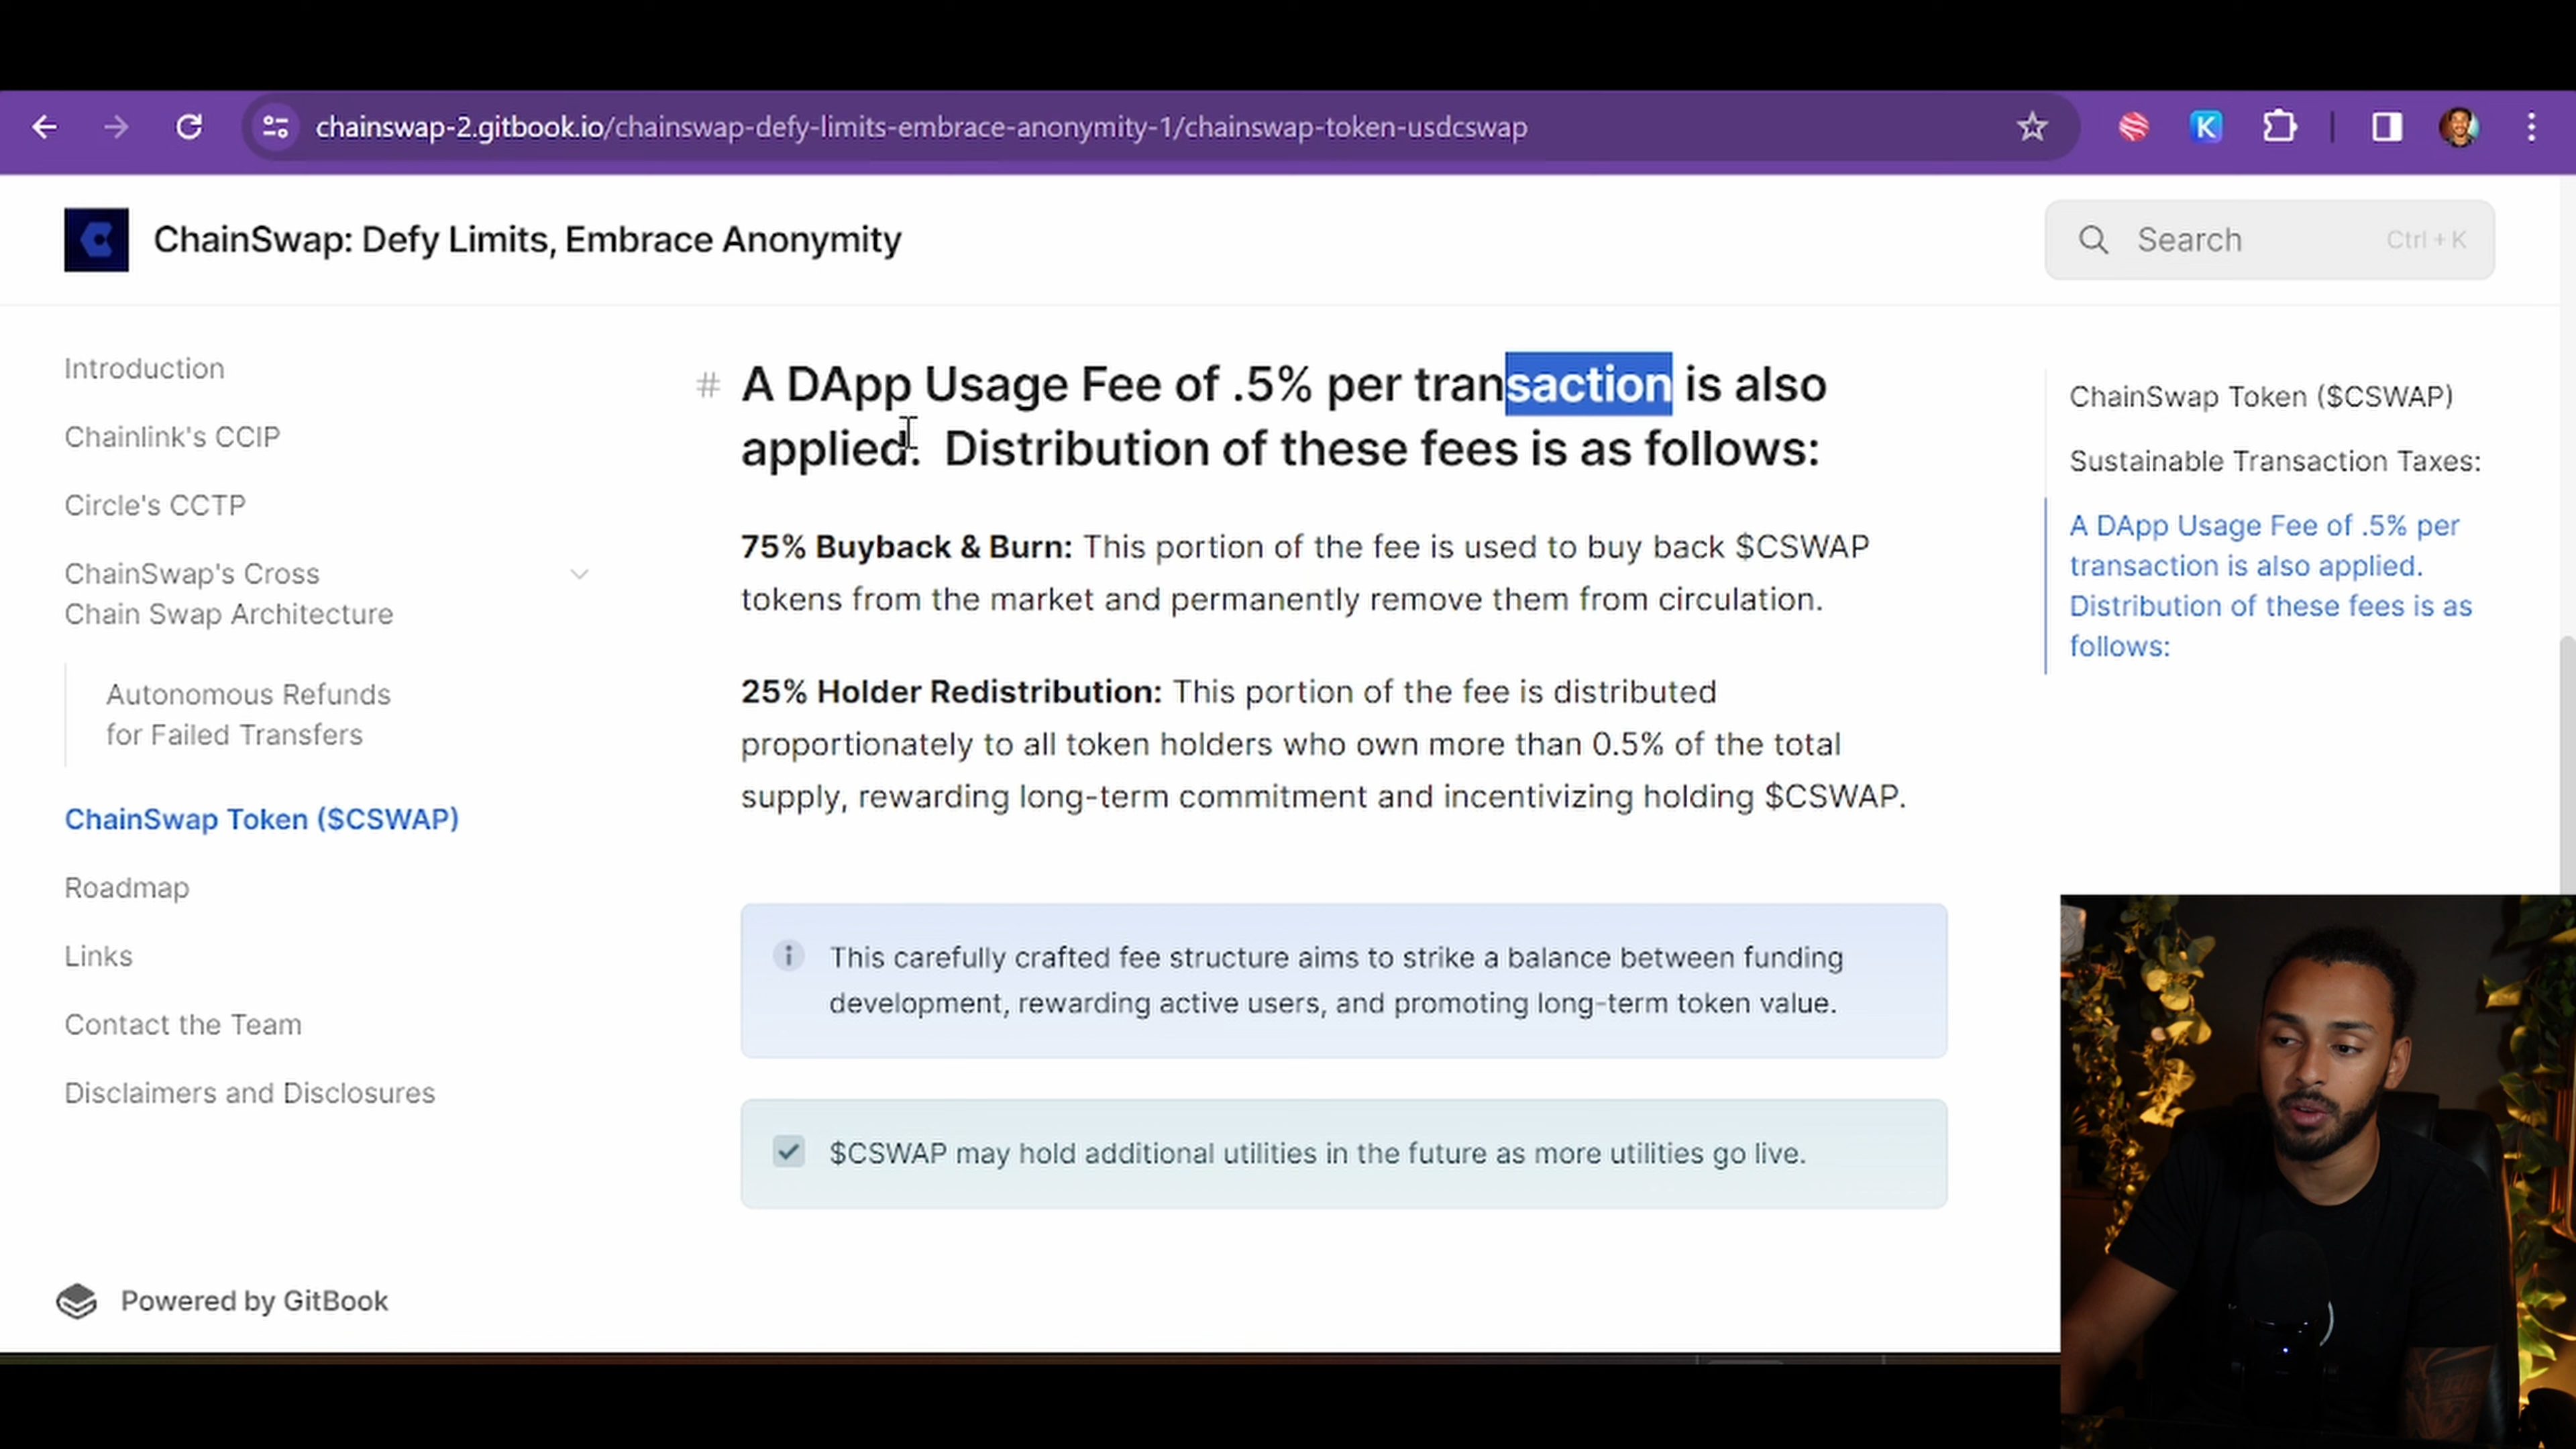 chainswap-2.gitbook.io/chainswap-defy-limits-embrace-anonymity-1/chainswap-token-usdcswap
K
ChainSwap: Defy Limits, Embrace Anonymity
Search
Ctrl + K
Introduction
Chainlink's CCIP
Circle's CCTP
ChainSwap's Cross
Chain Swap Architecture
Autonomous Refunds
for Failed Transfers
ChainSwap Token ($CSWAP)
Roadmap
Links
Contact the Team
Disclaimers and Disclosures
Powered by GitBook
# A DApp Usage Fee of .5% per transaction is also
applied. Distribution of these fees is as follows:
75% Buyback & Burn: This portion of the fee is used to buy back $CSWAP
tokens from the market and permanently remove them from circulation.
25% Holder Redistribution: This portion of the fee is distributed
proportionately to all token holders who own more than 0.5% of the total
supply, rewarding long-term commitment and incentivizing holding $CSWAP.
This carefully crafted fee structure aims to strike a balance between funding
development, rewarding active users, and promoting long-term token value.
$CSWAP may hold additional utilities in the future as more utilities go live.
ChainSwap Token ($CSWAP)
Sustainable Transaction Taxes:
A DApp Usage Fee of .5% per
transaction is also applied.
Distribution of these fees is as
follows: